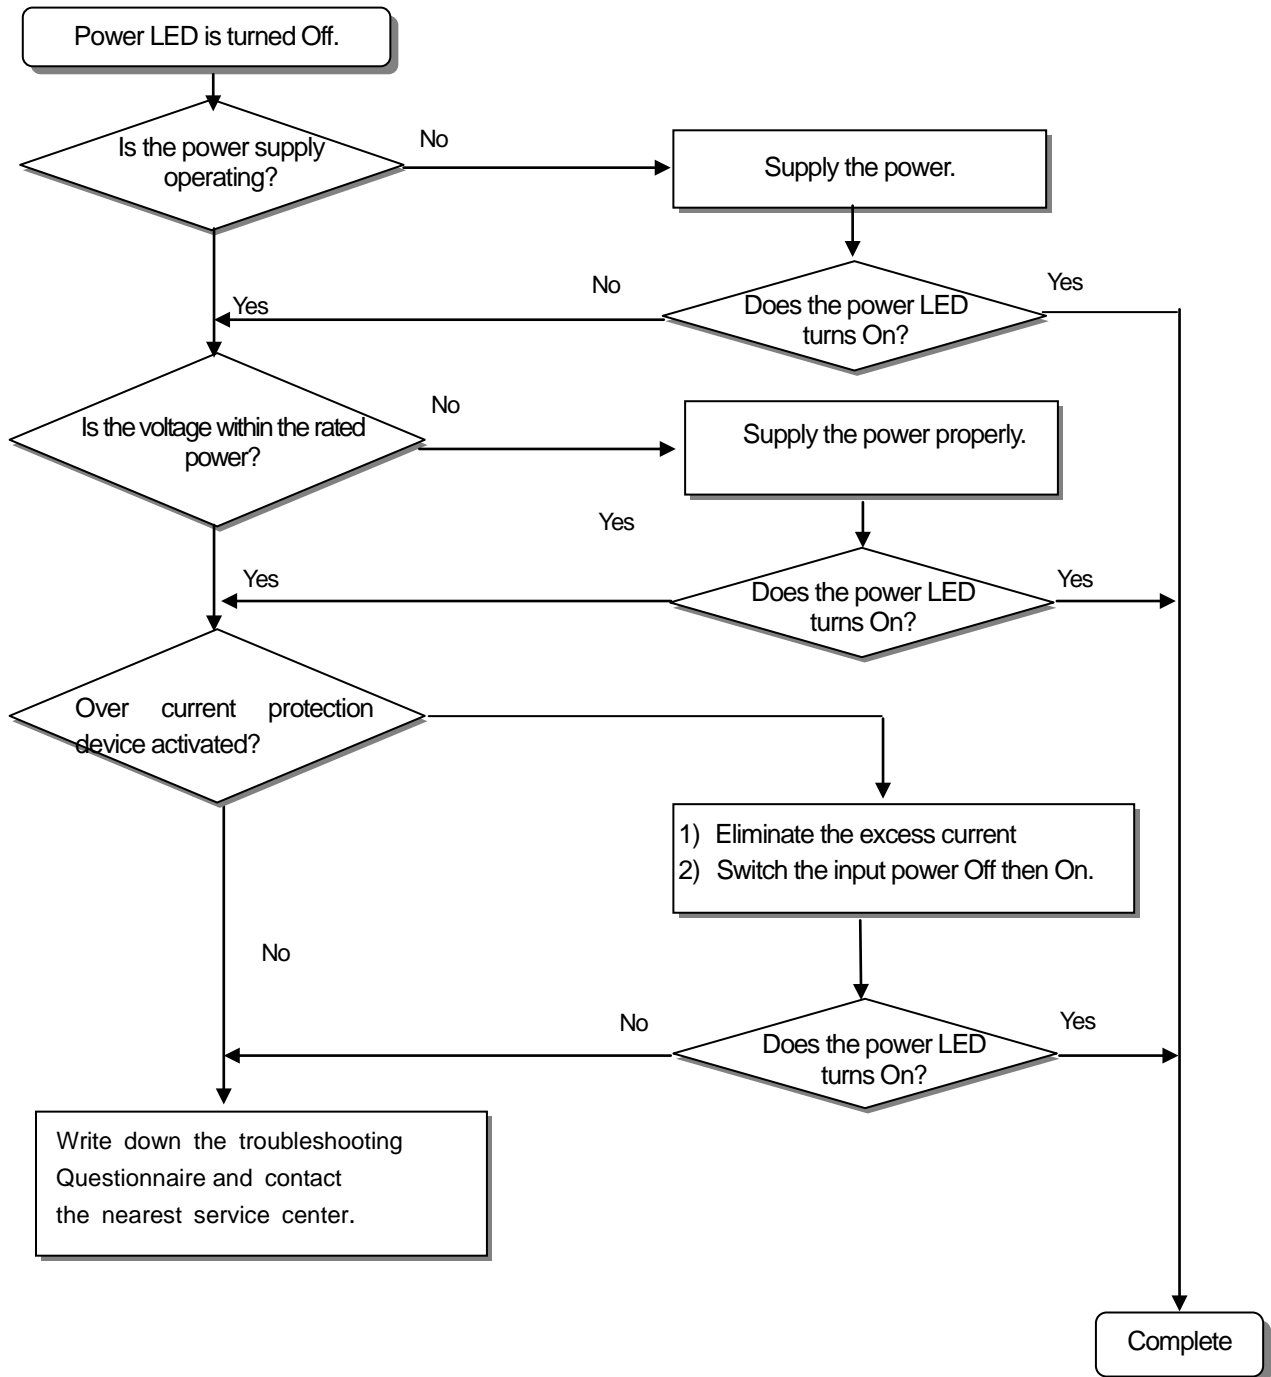 Power LED is turned Off.
Is the power supply
operating?
No
Supply the power.
Yes
No
Does the power LED
turns On?
Yes
Is the voltage within the rated
power?
No
Supply the power properly.
Yes
Yes
Does the power LED
turns On?
Yes
Over current protection
device activated?
1) Eliminate the excess current
2) Switch the input power Off then On.
No
No
Does the power LED
turns On?
Yes
Write down the troubleshooting
Questionnaire and contact
the nearest service center.
Complete